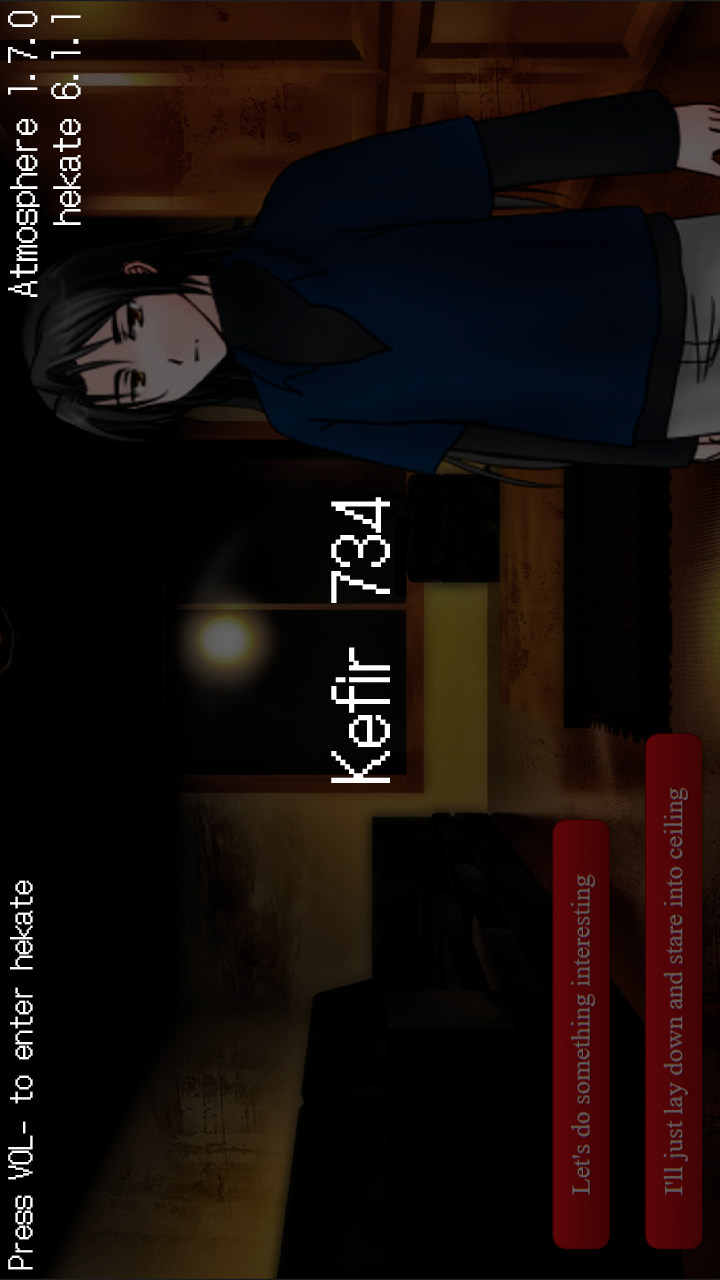 Press VOL- to enter hekate
Atmosphere 1.7.0
hekate 6.1.1
Kefir 734
Let's do something interesting
I'll just lay down and stare into ceiling